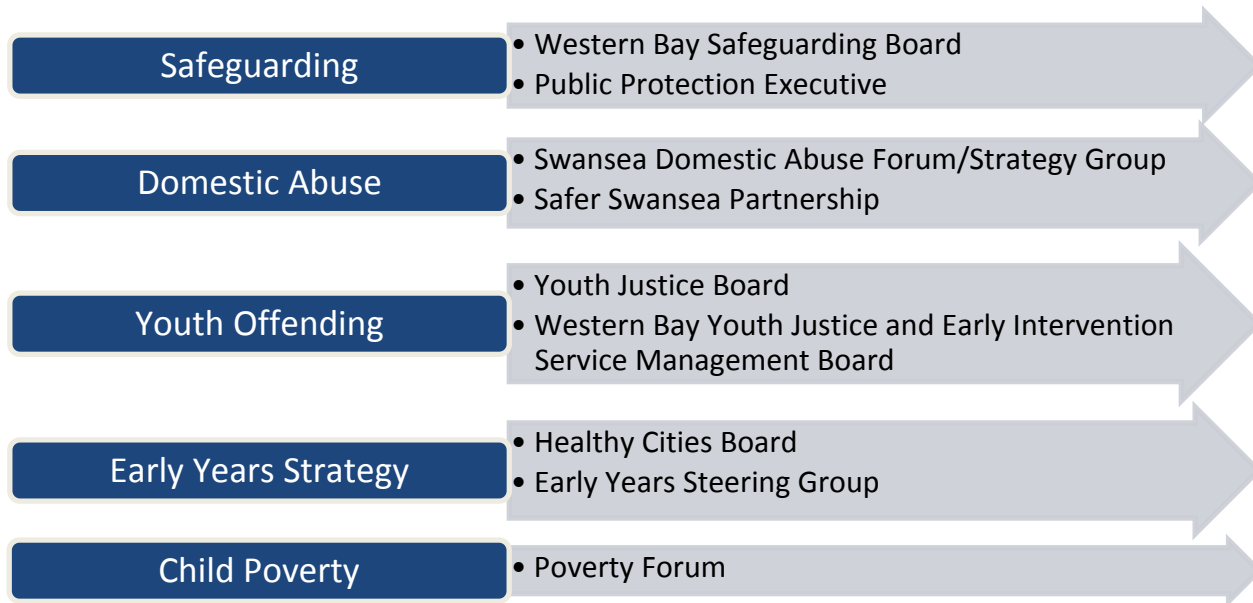 Safeguarding
• Western Bay Safeguarding Board
• Public Protection Executive
Domestic Abuse
• Swansea Domestic Abuse Forum/Strategy Group
• Safer Swansea Partnership
Youth Offending
• Youth Justice Board
• Western Bay Youth Justice and Early Intervention
Service Management Board
Early Years Strategy
• Healthy Cities Board
• Early Years Steering Group
Child Poverty
• Poverty Forum